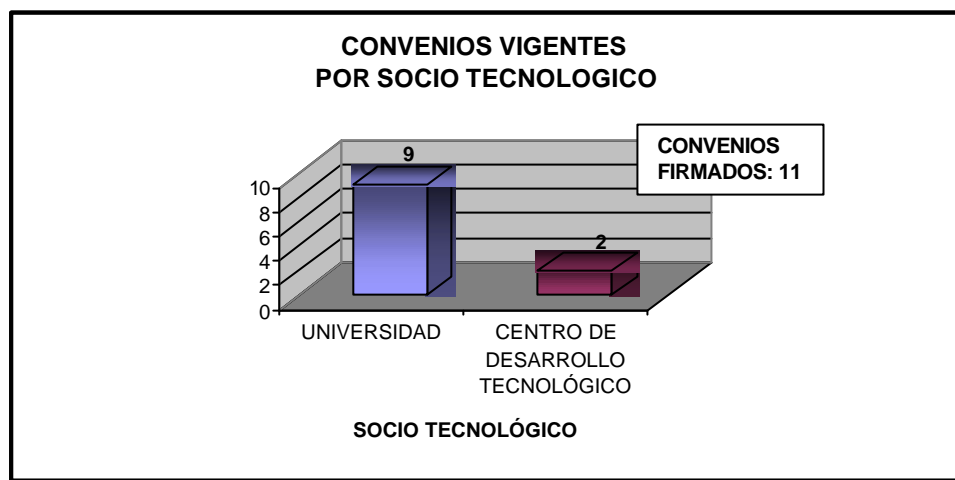 CONVENIOS VIGENTES
POR SOCIO TECNOLOGICO
CONVENIOS
FIRMADOS: 11
9
2
10
8
6
4
2
0
UNIVERSIDAD
CENTRO DE
DESARROLLO
TECNOLÓGICO
SOCIO TECNOLÓGICO